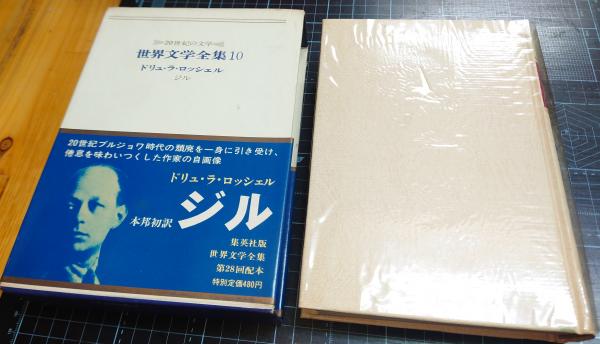 20世紀の文学
世界文学全集10
ドリュ・ラ・ロッシェル
ジル
20世紀ブルジョワ時代の頽廃を一身に引き受け、
倦怠を味わいつくした作家の自画像
ドリュ・ラ・ロッシェル
本邦初訳 ジル
集英社版
世界文学全集
第28回配本
特別定価480円